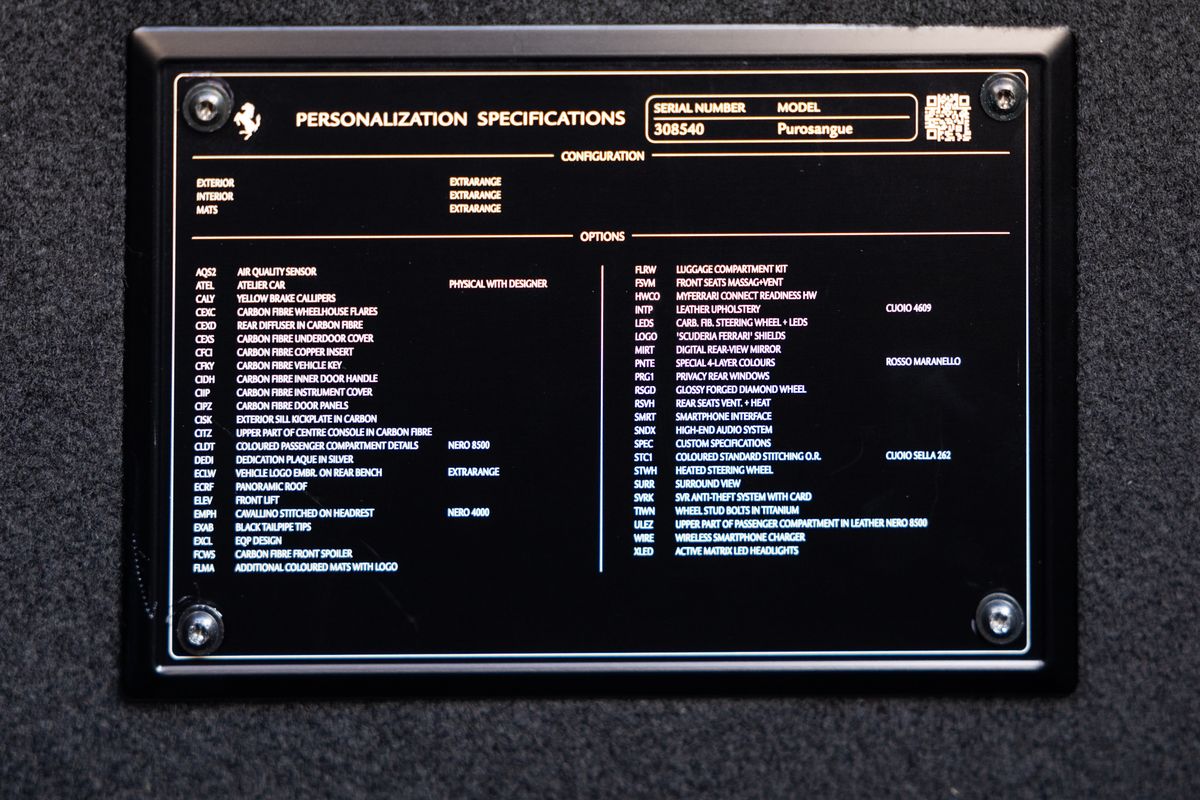 PERSONALIZATION SPECIFICATIONS
SERIAL NUMBER MODEL
308540 Purosangue
CONFIGURATION
EXTERIOR EXTRARANGE
INTERIOR EXTRARANGE
MATS EXTRARANGE
OPTIONS
AQS2 AIR QUALITY SENSOR
ATEL ATELIER CAR PHYSICAL WITH DESIGNER
CALY YELLOW BRAKE CALLIPERS
CEXC CARBON FIBRE WHEELHOUSE FLARES
CEXD REAR DIFFUSER IN CARBON FIBRE
CEXS CARBON FIBRE UNDERDOOR COVER
CFCI CARBON FIBRE COPPER INSERT
CFKY CARBON FIBRE VEHICLE KEY
CIDH CARBON FIBRE INNER DOOR HANDLE
CIIP CARBON FIBRE INSTRUMENT COVER
CIPZ CARBON FIBRE DOOR PANELS
CISK EXTERIOR SILL KICKPLATE IN CARBON
CITZ UPPER PART OF CENTRE CONSOLE IN CARBON FIBRE
CLDT COLOURED PASSENGER COMPARTMENT DETAILS NERO 8500
DEDI DEDICATION PLAQUE IN SILVER
ECLW VEHICLE LOGO EMBR. ON REAR BENCH EXTRARANGE
ECRF PANORAMIC ROOF
ELEV FRONT LIFT
EMPH CAVALLINO STITCHED ON HEADREST NERO 4000
EXAB BLACK TAILPIPE TIPS
EXCL EQP DESIGN
FCWS CARBON FIBRE FRONT SPOILER
FLMA ADDITIONAL COLOURED MATS WITH LOGO
FLRW LUGGAGE COMPARTMENT KIT
FSVM FRONT SEATS MASSAG+VENT
HWCO MYFERRARI CONNECT READINESS HW
INTP LEATHER UPHOLSTERY CUOIO 4609
LEDS CARB. FIB. STEERING WHEEL + LEDS
LOGO 'SCUDERIA FERRARI' SHIELDS
MIRT DIGITAL REAR-VIEW MIRROR
PNTE SPECIAL 4-LAYER COLOURS ROSSO MARANELLO
PRG1 PRIVACY REAR WINDOWS
RSGD GLOSSY FORGED DIAMOND WHEEL
RSVH REAR SEATS VENT. + HEAT
SMRT SMARTPHONE INTERFACE
SNDX HIGH-END AUDIO SYSTEM
SPEC CUSTOM SPECIFICATIONS
STC1 COLOURED STANDARD STITCHING O.R. CUOIO SELLA 262
STWH HEATED STEERING WHEEL
SURR SURROUND VIEW
SVRK SVR ANTI-THEFT SYSTEM WITH CARD
TIWN WHEEL STUD BOLTS IN TITANIUM
ULEZ UPPER PART OF PASSENGER COMPARTMENT IN LEATHER NERO 8500
WIRE WIRELESS SMARTPHONE CHARGER
XLED ACTIVE MATRIX LED HEADLIGHTS